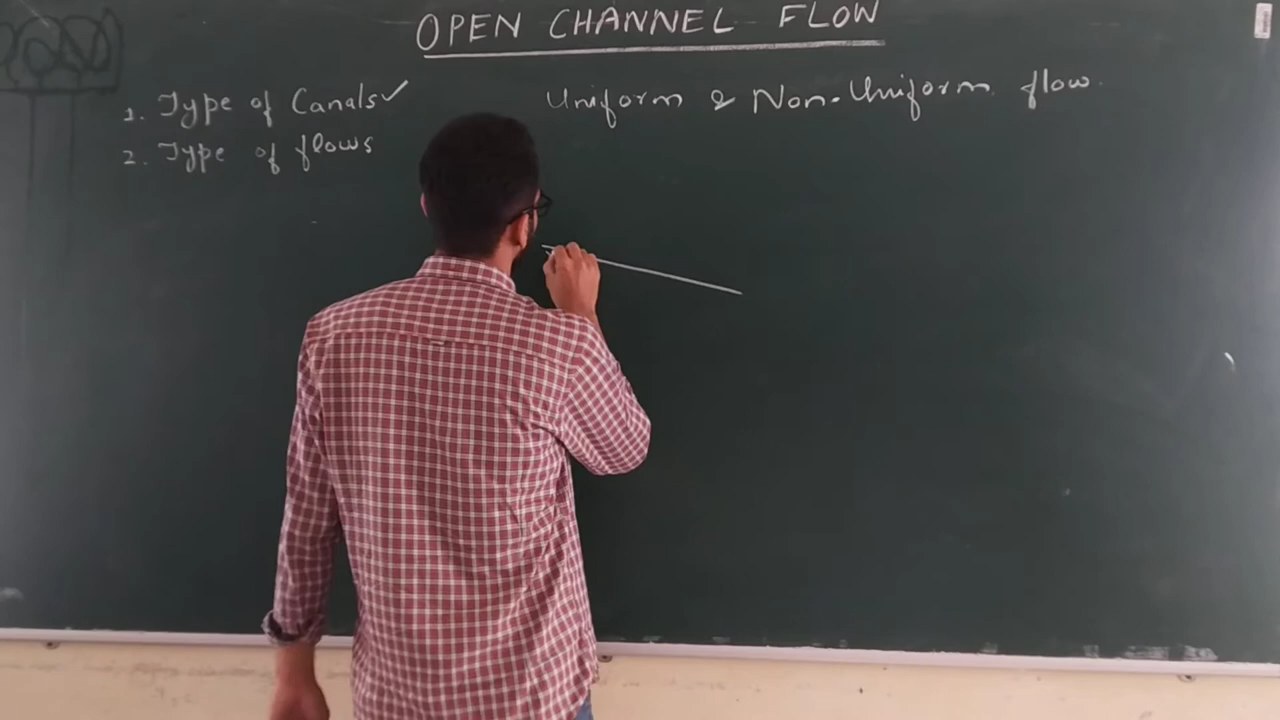 OPEN CHANNEL FLOW
1. Type of Canals✓
2. Type of flows
Uniform & Non-Uniform flow.